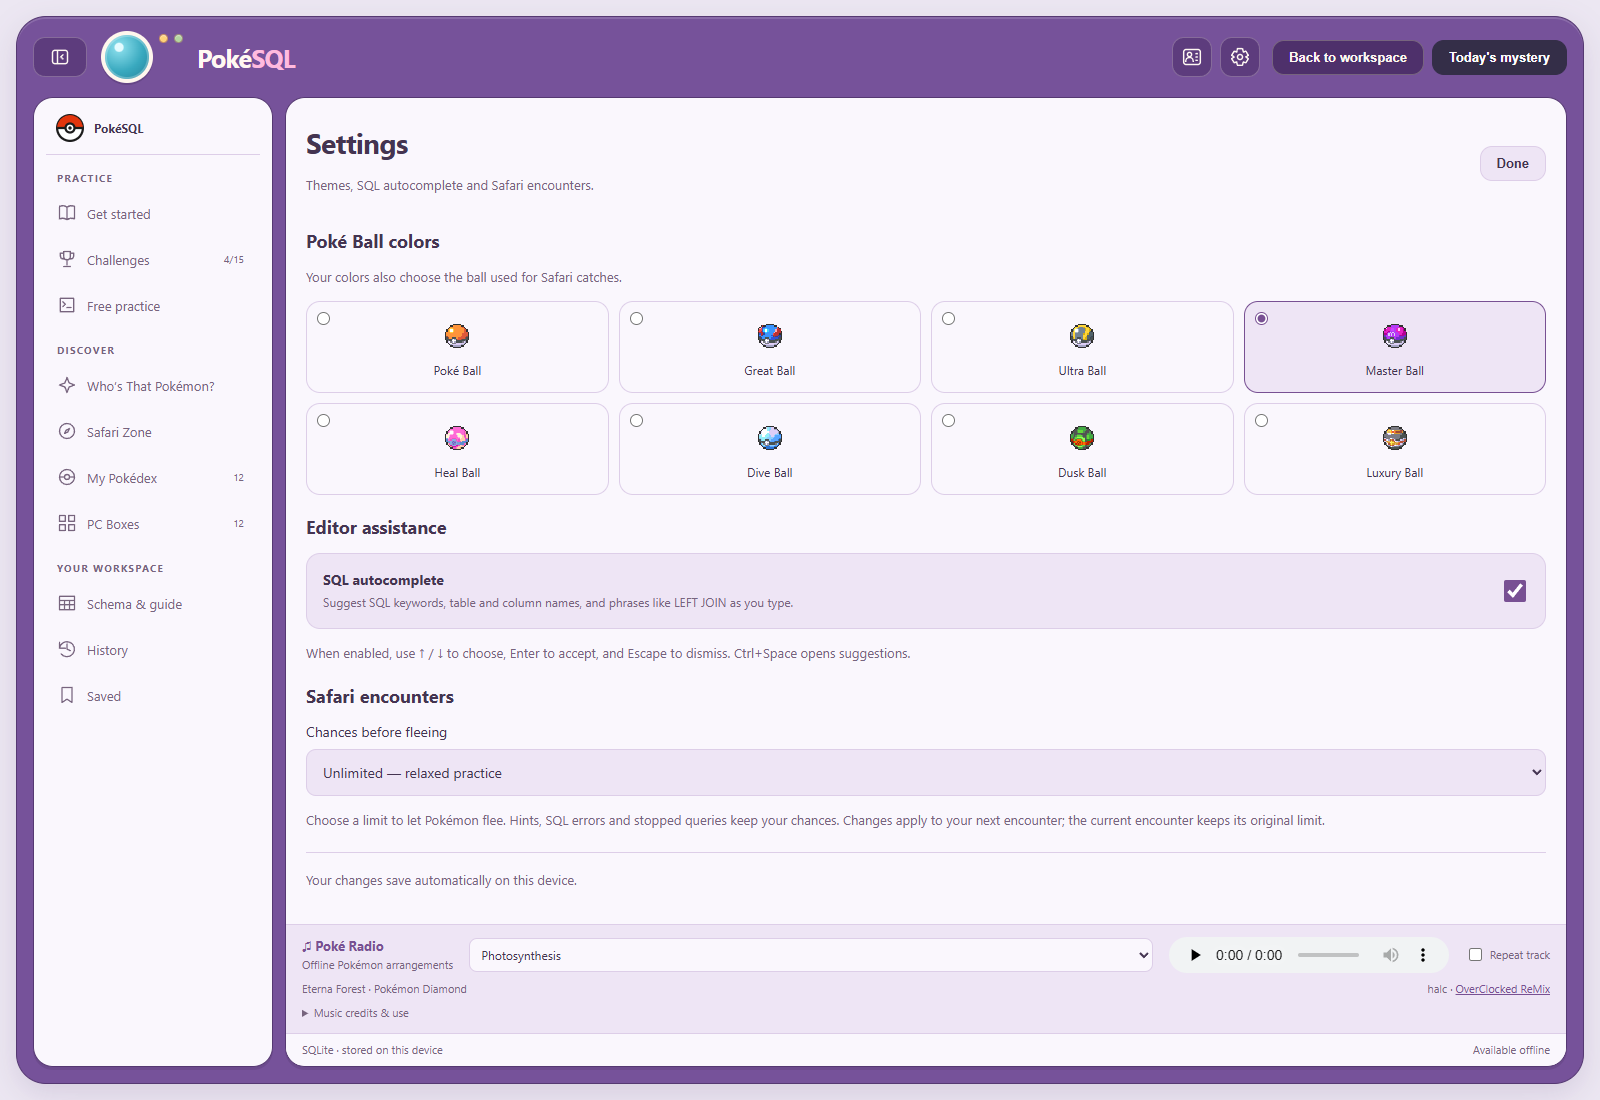 PokéSQL
Back to workspace
Today's mystery
PokéSQL
PRACTICE
Get started
Challenges 4/15
Free practice
DISCOVER
Who's That Pokémon?
Safari Zone
My Pokédex 12
PC Boxes 12
YOUR WORKSPACE
Schema & guide
History
Saved
Settings
Themes, SQL autocomplete and Safari encounters.
Done
Poké Ball colors
Your colors also choose the ball used for Safari catches.
Poké Ball
Great Ball
Ultra Ball
Master Ball
Heal Ball
Dive Ball
Dusk Ball
Luxury Ball
Editor assistance
SQL autocomplete
Suggest SQL keywords, table and column names, and phrases like LEFT JOIN as you type.
When enabled, use ↑ / ↓ to choose, Enter to accept, and Escape to dismiss. Ctrl+Space opens suggestions.
Safari encounters
Chances before fleeing
Unlimited — relaxed practice
Choose a limit to let Pokémon flee. Hints, SQL errors and stopped queries keep your chances. Changes apply to your next encounter; the current encounter keeps its original limit.
Your changes save automatically on this device.
♫ Poké Radio
Offline Pokémon arrangements
Photosynthesis
0:00 / 0:00
Repeat track
Eterna Forest · Pokémon Diamond
halc · OverClocked ReMix
Music credits & use
SQLite · stored on this device
Available offline